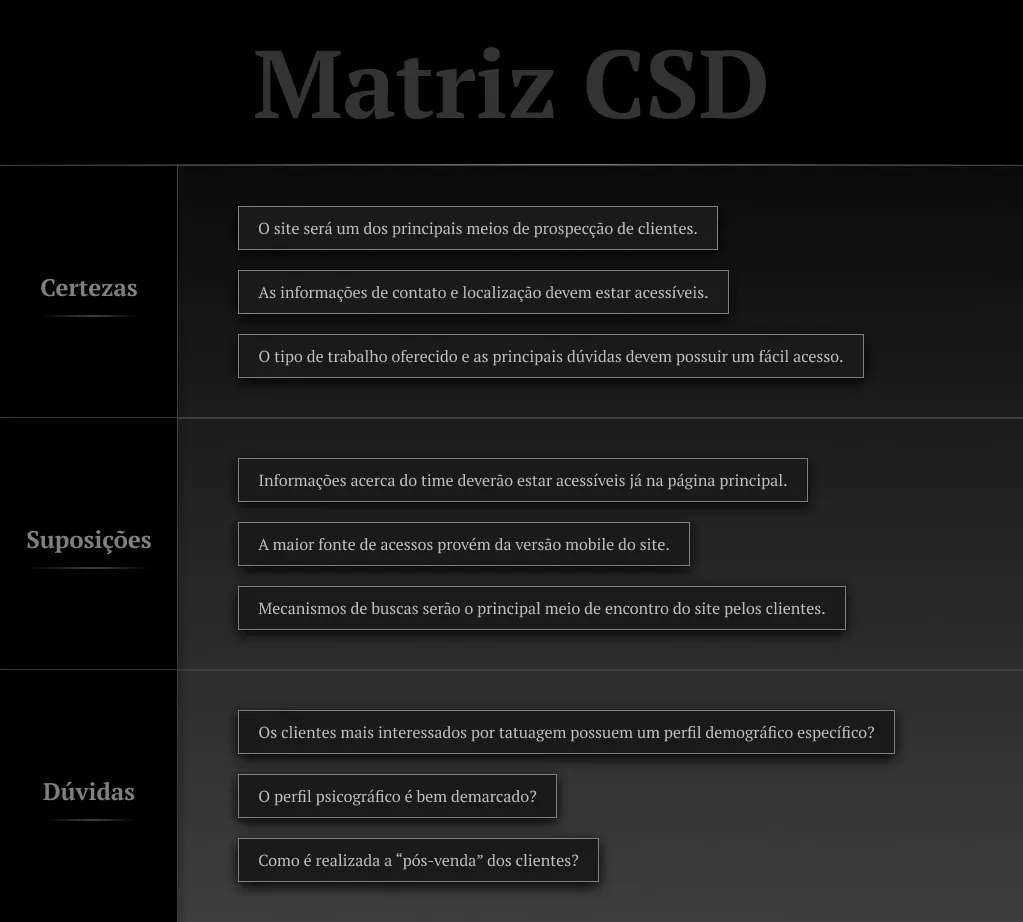 Matriz CSD
Certezas
O site será um dos principais meios de prospecção de clientes.
As informações de contato e localização devem estar acessíveis.
O tipo de trabalho oferecido e as principais dúvidas devem possuir um fácil acesso.
Suposições
Informações acerca do time deverão estar acessíveis já na página principal.
A maior fonte de acessos provém da versão mobile do site.
Mecanismos de buscas serão o principal meio de encontro do site pelos clientes.
Dúvidas
Os clientes mais interessados por tatuagem possuem um perfil demográfico específico?
O perfil psicográfico é bem demarcado?
Como é realizada a “pós-venda” dos clientes?